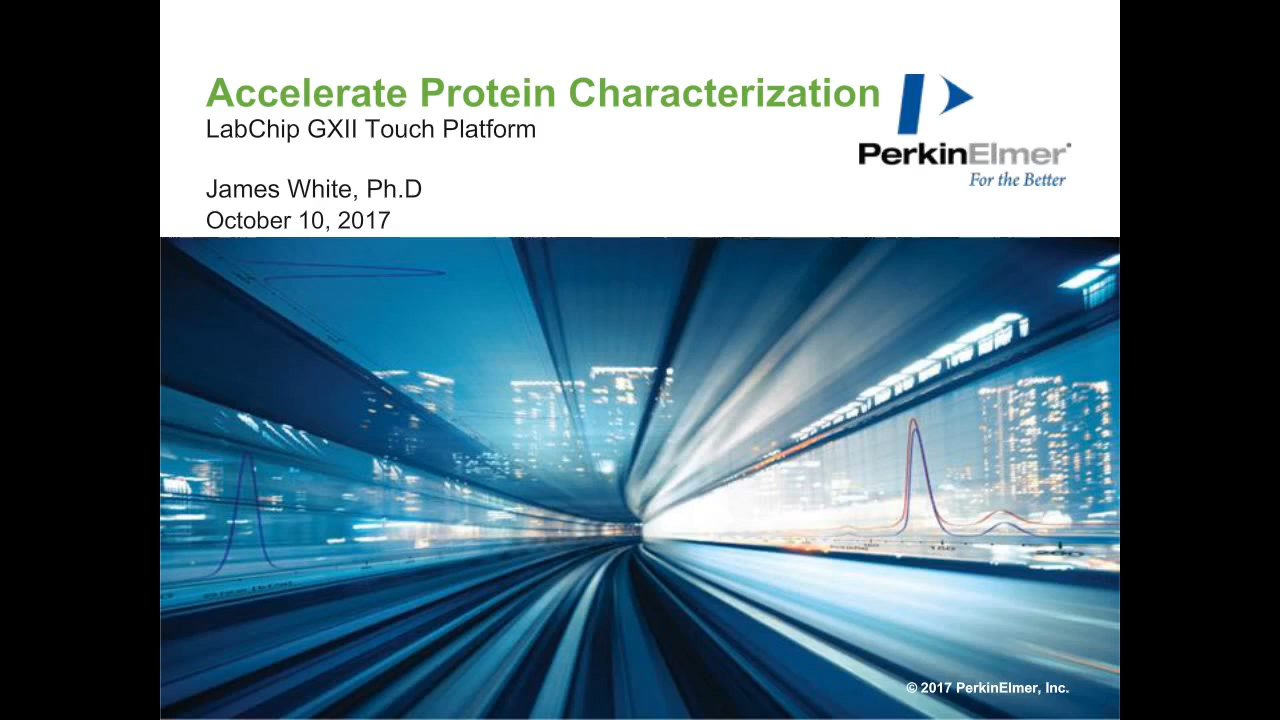 Accelerate Protein Characterization
LabChip GXII Touch Platform
James White, Ph.D
October 10, 2017
PerkinElmer
For the Better
© 2017 PerkinElmer, Inc.